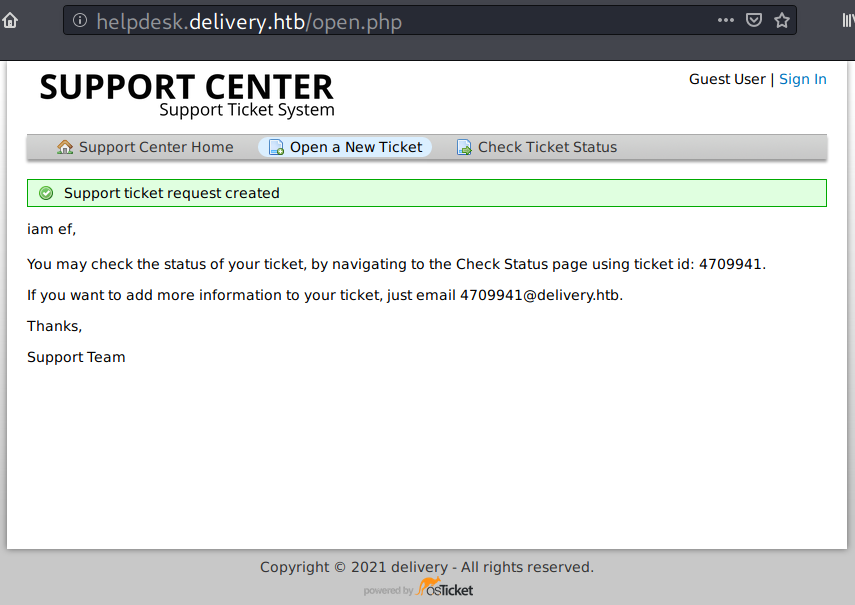 helpdesk.delivery.htb/open.php
SUPPORT CENTER
Support Ticket System
Guest User | Sign In
Support Center Home Open a New Ticket Check Ticket Status
Support ticket request created
iam ef,
You may check the status of your ticket, by navigating to the Check Status page using ticket id: 4709941.
If you want to add more information to your ticket, just email 4709941@delivery.htb.
Thanks,
Support Team
Copyright © 2021 delivery - All rights reserved.
powered by osTicket